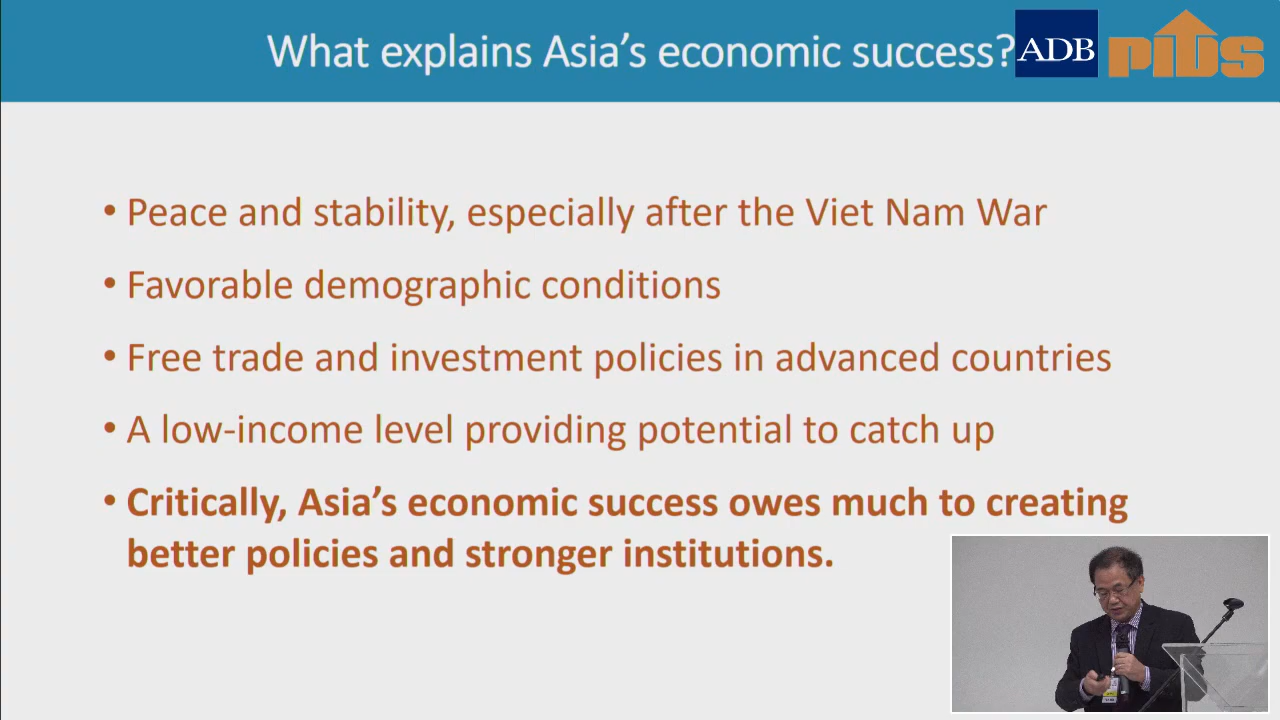 What explains Asia’s economic success?
ADB
PIDS
• Peace and stability, especially after the Viet Nam War
• Favorable demographic conditions
• Free trade and investment policies in advanced countries
• A low-income level providing potential to catch up
• Critically, Asia’s economic success owes much to creating
better policies and stronger institutions.